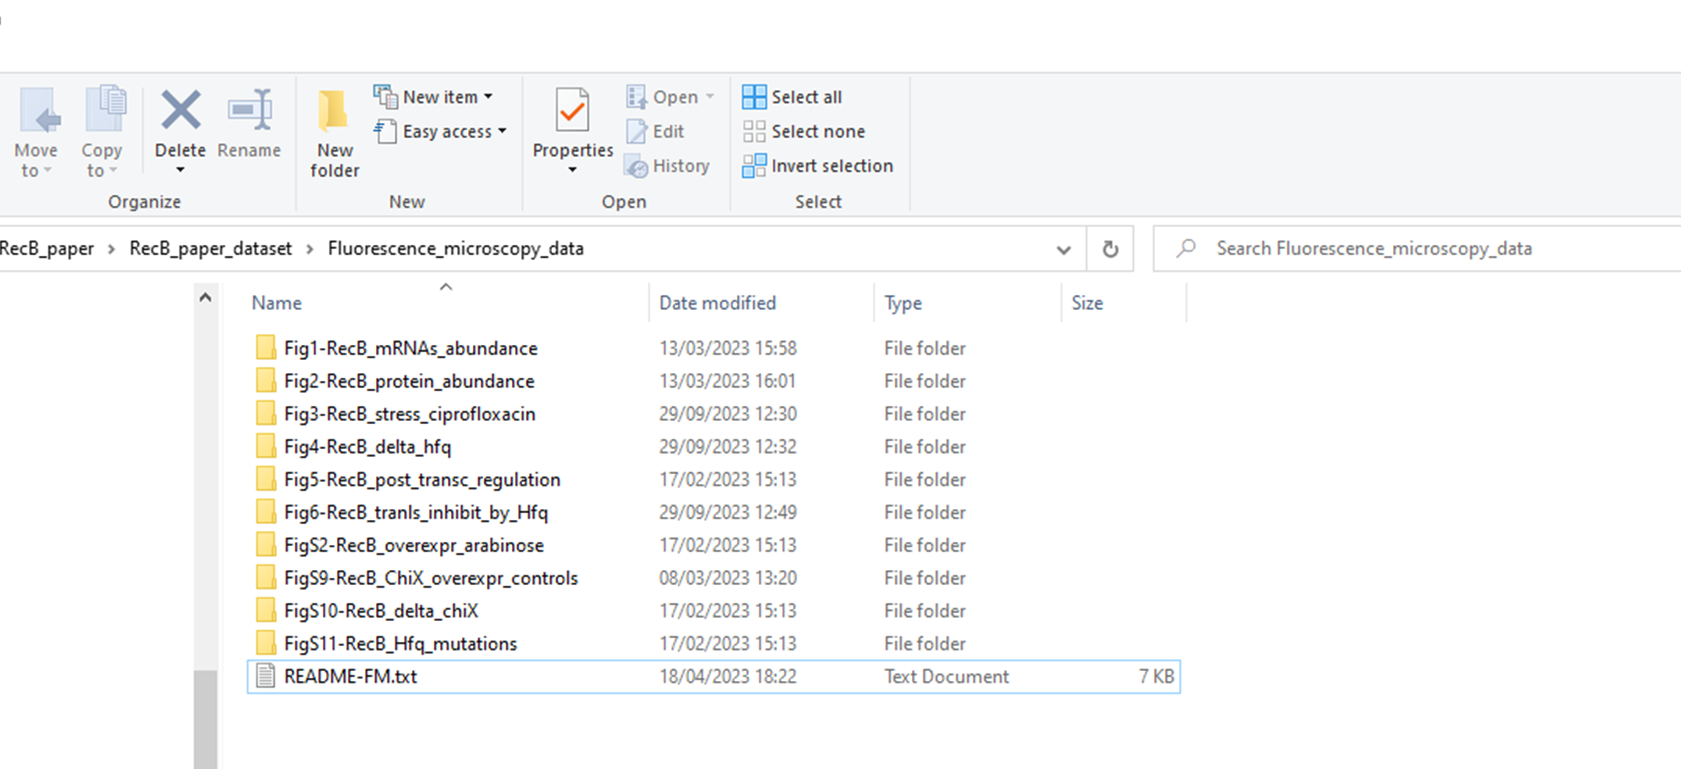 Move to
Copy to
Delete
Rename
Organize
New folder
New item
Easy access
New
Properties
Open
Edit
History
Open
Select all
Select none
Invert selection
Select
RecB_paper > RecB_paper_dataset > Fluorescence_microscopy_data
Search Fluorescence_microscopy_data
Name Date modified Type Size
Fig1-RecB_mRNAs_abundance 13/03/2023 15:58 File folder
Fig2-RecB_protein_abundance 13/03/2023 16:01 File folder
Fig3-RecB_stress_ciprofloxacin 29/09/2023 12:30 File folder
Fig4-RecB_delta_hfq 29/09/2023 12:32 File folder
Fig5-RecB_post_transc_regulation 17/02/2023 15:13 File folder
Fig6-RecB_tranls_inhibit_by_Hfq 29/09/2023 12:49 File folder
FigS2-RecB_overexpr_arabinose 17/02/2023 15:13 File folder
FigS9-RecB_ChiX_overexpr_controls 08/03/2023 13:20 File folder
FigS10-RecB_delta_chiX 17/02/2023 15:13 File folder
FigS11-RecB_Hfq_mutations 17/02/2023 15:13 File folder
README-FM.txt 18/04/2023 18:22 Text Document 7 KB